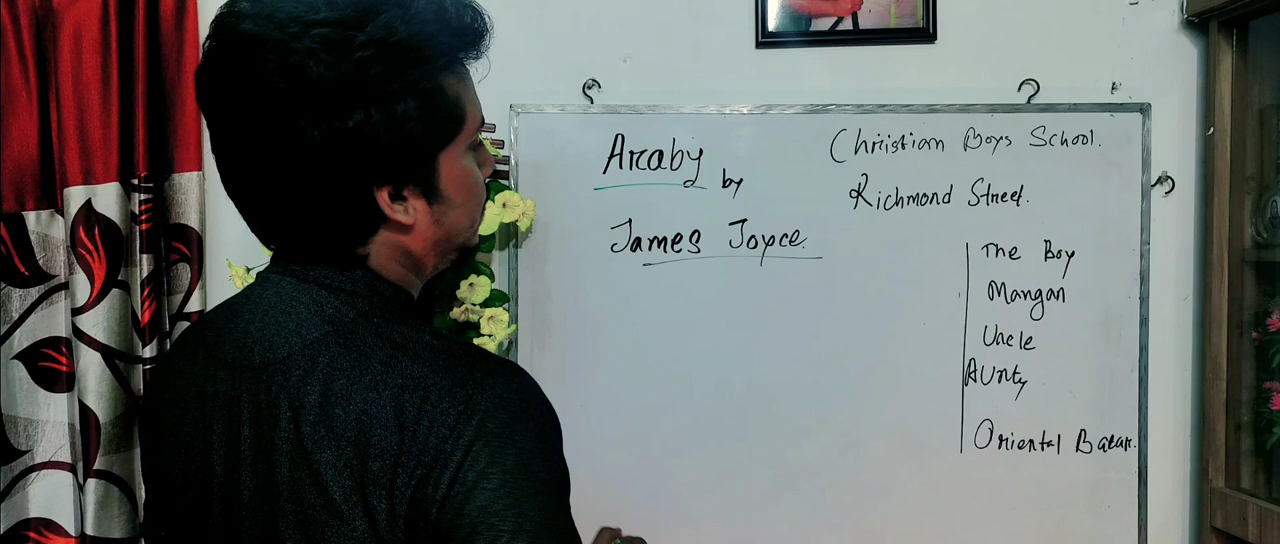 Araby
by
James Joyce.
Christian Boys School.
Richmond Street.
The Boy
Mangan
Uncle
Aunty
Oriental Bazar.